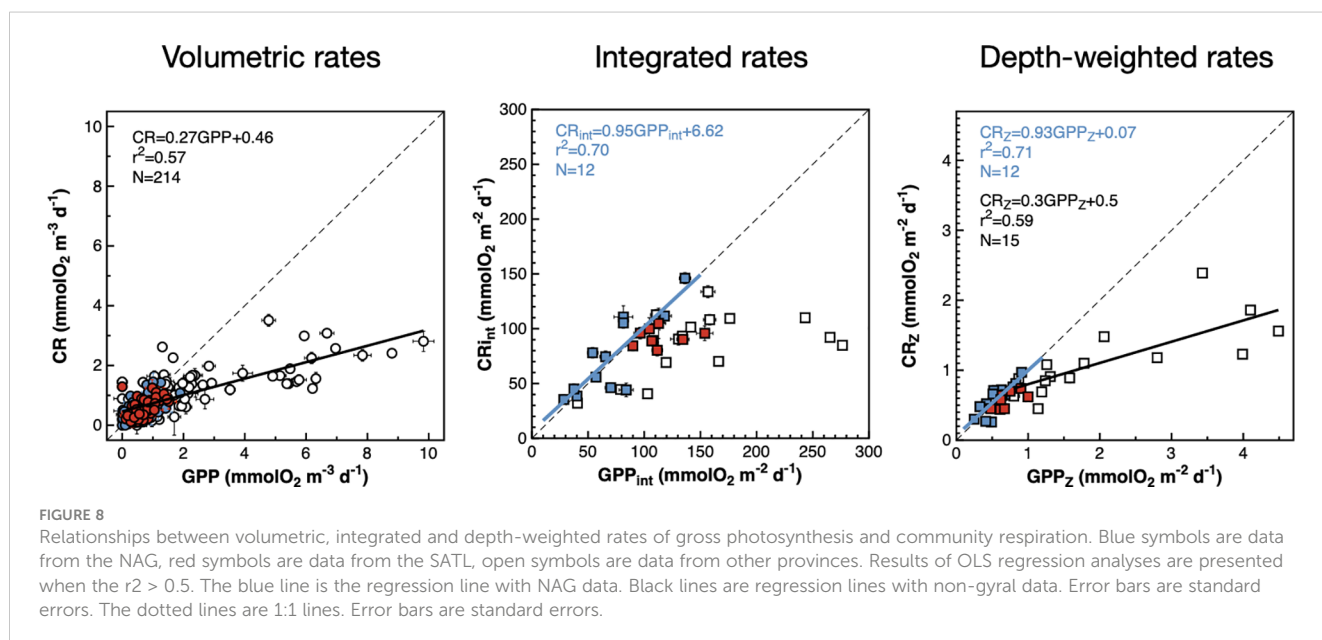 Volumetric rates
Integrated rates
Depth-weighted rates
CR=0.27GPP+0.46
r²=0.57
N=214
CR (mmolO₂ m⁻³ d⁻¹)
10
8
6
4
2
0
0
2
4
6
8
10
GPP (mmolO₂ m⁻³ d⁻¹)
CRint=0.95GPPint+6.62
r²=0.70
N=12
CRiint (mmolO₂ m⁻² d⁻¹)
300
250
200
150
100
50
0
0
50
100
150
200
250
300
GPPint (mmolO₂ m⁻² d⁻¹)
CRZ=0.93GPPZ+0.07
r²=0.71
N=12
CRZ=0.3GPPZ+0.5
r²=0.59
N=15
CRZ (mmolO₂ m⁻² d⁻¹)
4
3
2
1
0
0
1
2
3
4
GPPZ (mmolO₂ m⁻² d⁻¹)
FIGURE 8
Relationships between volumetric, integrated and depth-weighted rates of gross photosynthesis and community respiration. Blue symbols are data
from the NAG, red symbols are data from the SATL, open symbols are data from other provinces. Results of OLS regression analyses are presented
when the r2 > 0.5. The blue line is the regression line with NAG data. Black lines are regression lines with non-gyral data. Error bars are standard
errors. The dotted lines are 1:1 lines. Error bars are standard errors.